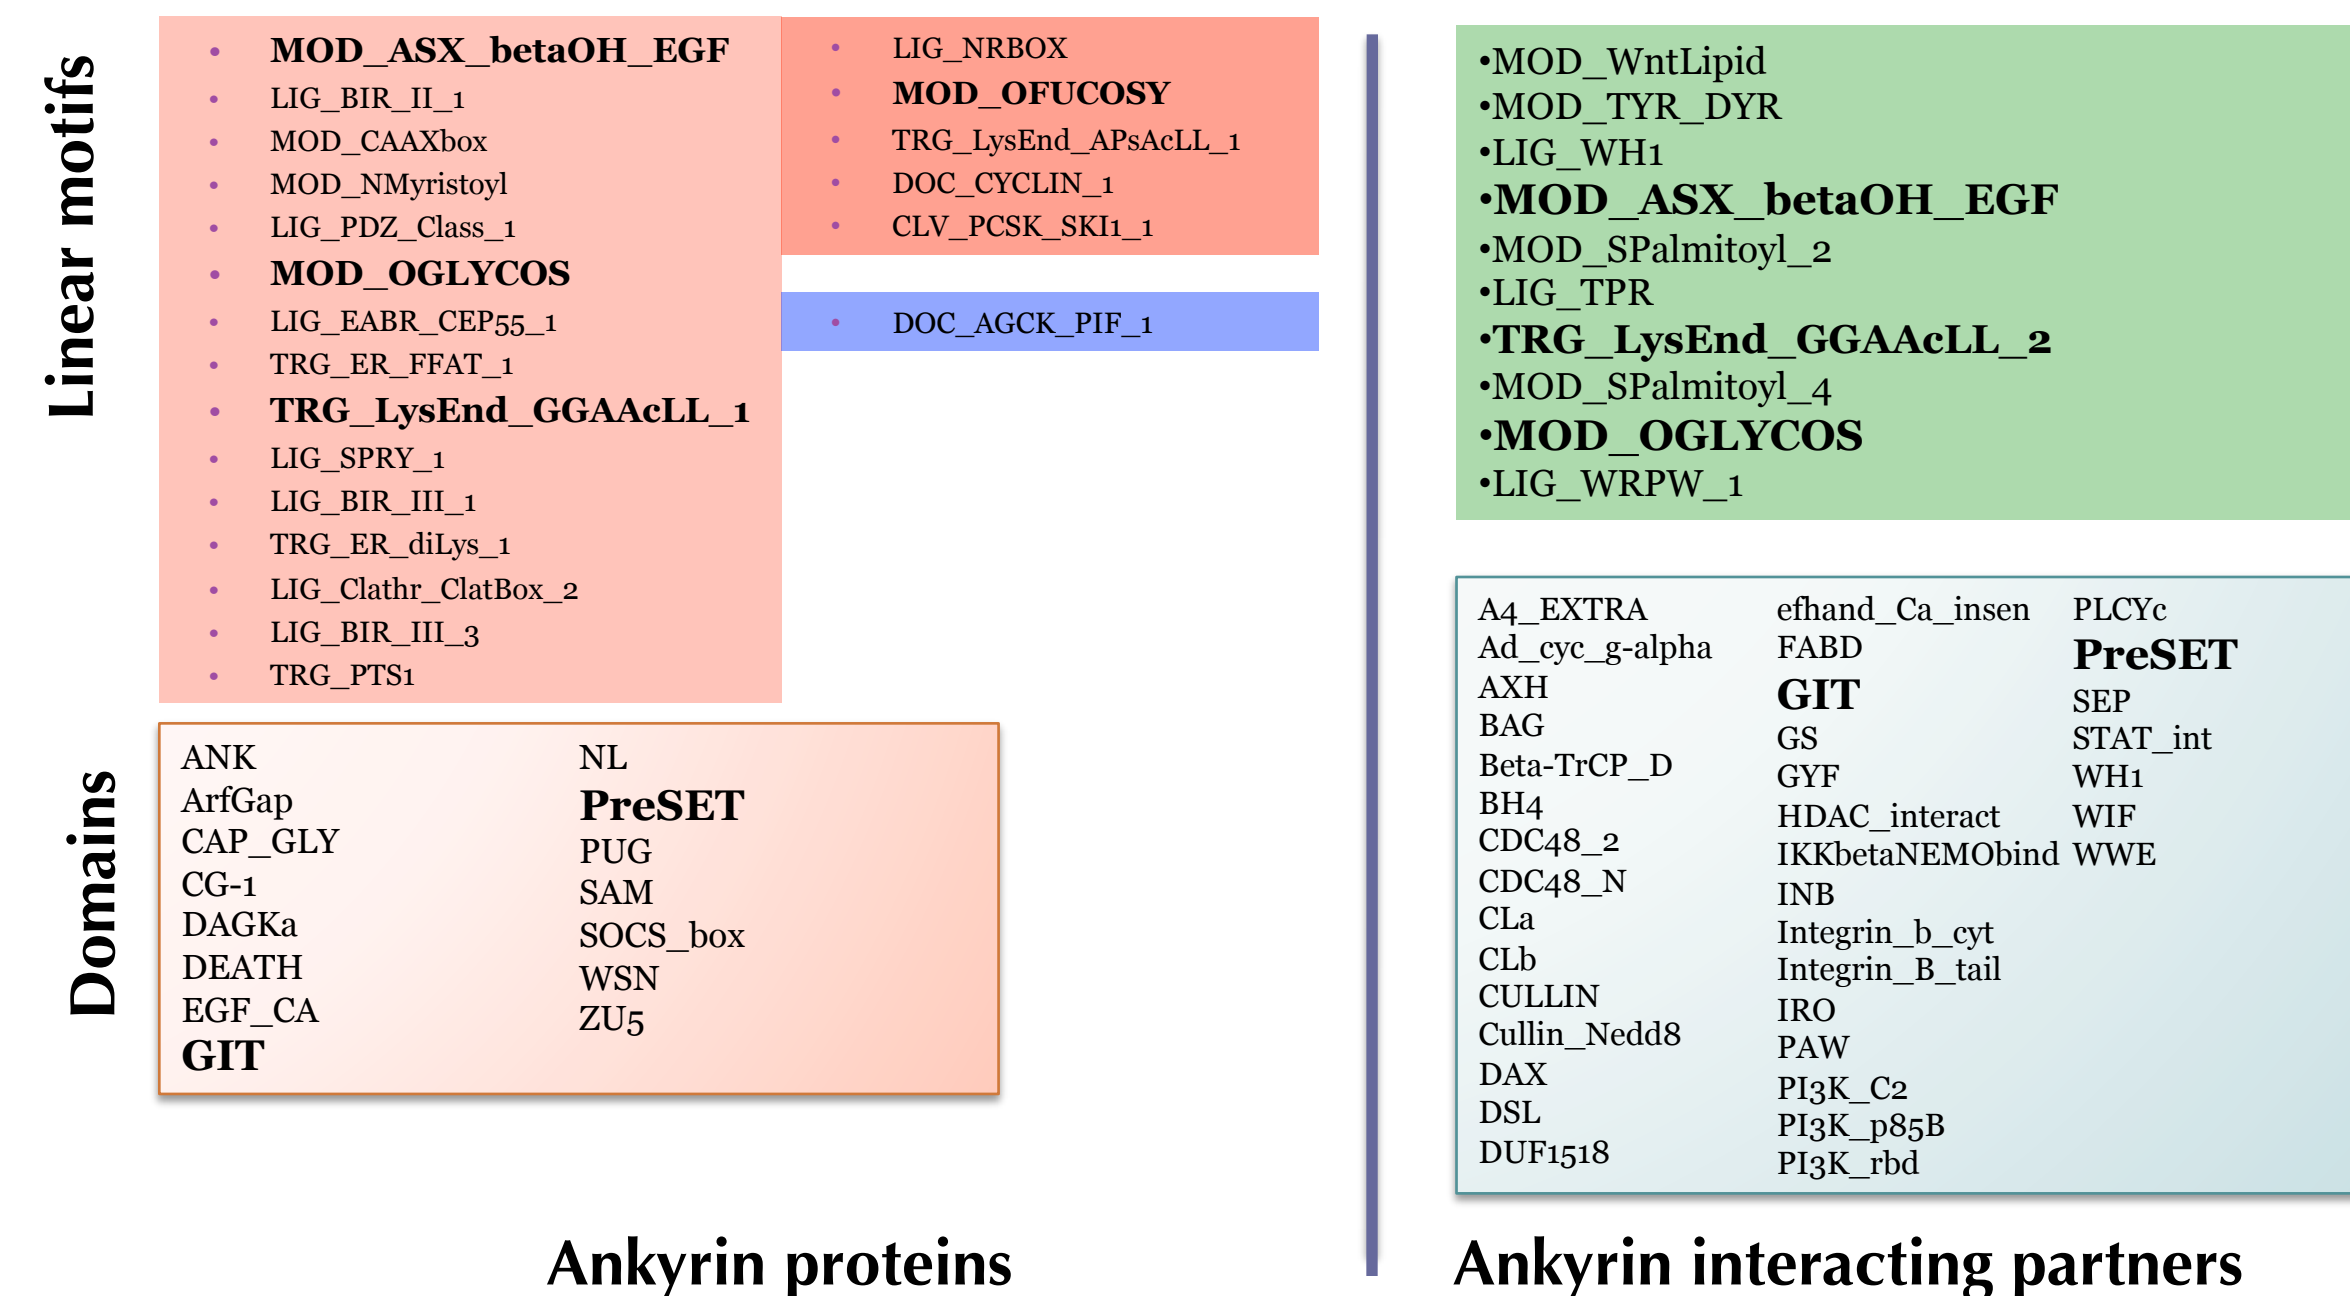 Linear motifs
MOD_ASX_betaOH_EGF
LIG_BIR_II_1
MOD_CAAXbox
MOD_NMyristoyl
LIG_PDZ_Class_1
MOD_OGLYCOS
LIG_EABR_CEP55_1
TRG_ER_FFAT_1
TRG_LysEnd_GGAAcLL_1
LIG_SPRY_1
LIG_BIR_III_1
TRG_ER_diLys_1
LIG_Clathr_ClatBox_2
LIG_BIR_III_3
TRG_PTS1
LIG_NRBOX
MOD_OFUCOSY
TRG_LysEnd_APsAcLL_1
DOC_CYCLIN_1
CLV_PCSK_SKI1_1
DOC_AGCK_PIF_1
•MOD_WntLipid
•MOD_TYR_DYR
•LIG_WH1
•MOD_ASX_betaOH_EGF
•MOD_SPalmitoyl_2
•LIG_TPR
•TRG_LysEnd_GGAAcLL_2
•MOD_SPalmitoyl_4
•MOD_OGLYCOS
•LIG_WRPW_1
Domains
ANK
ArfGap
CAP_GLY
CG-1
DAGKa
DEATH
EGF_CA
GIT
NL
PreSET
PUG
SAM
SOCS_box
WSN
ZU5
A4_EXTRA
Ad_cyc_g-alpha
AXH
BAG
Beta-TrCP_D
BH4
CDC48_2
CDC48_N
CLa
CLb
CULLIN
Cullin_Nedd8
DAX
DSL
DUF1518
efhand_Ca_insen
FABD
GIT
GS
GYF
HDAC_interact
IKKbetaNEMObind
INB
Integrin_b_cyt
Integrin_B_tail
IRO
PAW
PI3K_C2
PI3K_p85B
PI3K_rbd
PLCYc
PreSET
SEP
STAT_int
WH1
WIF
WWE
Ankyrin proteins
Ankyrin interacting partners